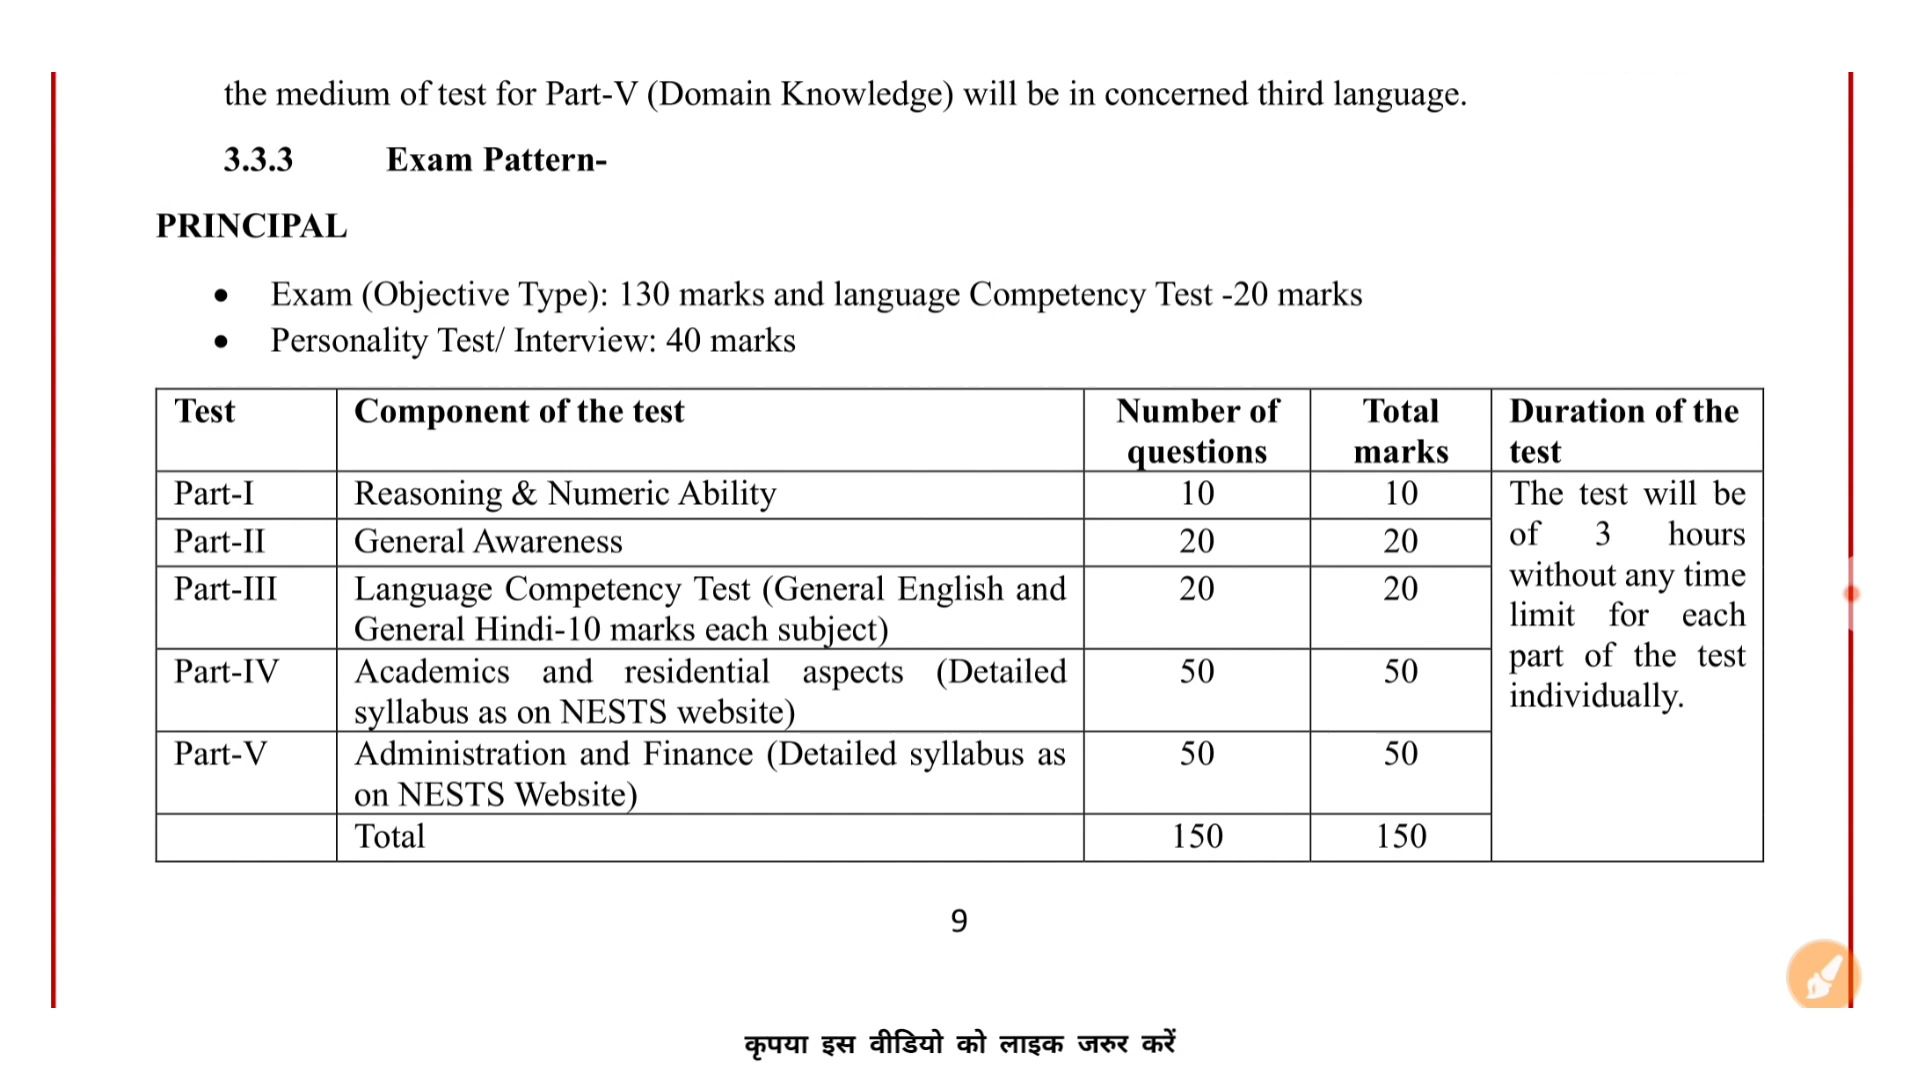 the medium of test for Part-V (Domain Knowledge) will be in concerned third language.
3.3.3 Exam Pattern-
PRINCIPAL
• Exam (Objective Type): 130 marks and language Competency Test -20 marks
• Personality Test/ Interview: 40 marks
Test Component of the test Number of questions Total marks Duration of the test
Part-I Reasoning & Numeric Ability 10 10 The test will be of 3 hours without any time limit for each part of the test individually.
Part-II General Awareness 20 20
Part-III Language Competency Test (General English and General Hindi-10 marks each subject) 20 20
Part-IV Academics and residential aspects (Detailed syllabus as on NESTS website) 50 50
Part-V Administration and Finance (Detailed syllabus as on NESTS Website) 50 50
Total 150 150
9
कृपया इस वीडियो को लाइक जरुर करें